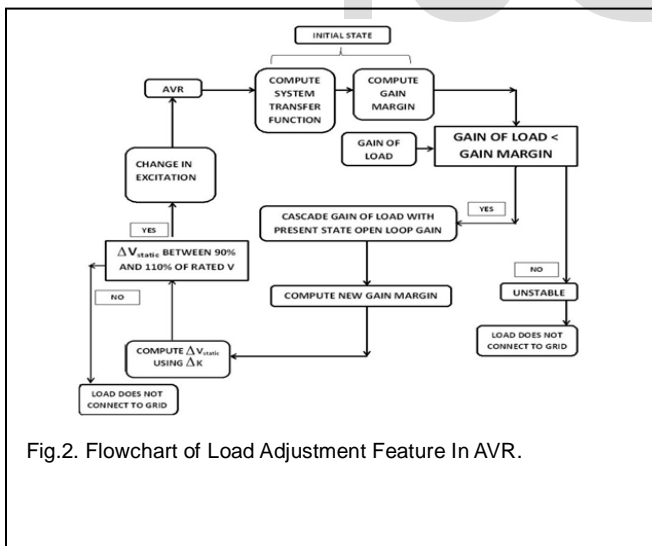 INITIAL STATE
AVR
COMPUTE
SYSTEM
TRANSFER
FUNCTION
COMPUTE
GAIN
MARGIN
GAIN OF
LOAD
GAIN OF LOAD <
GAIN MARGIN
CHANGE IN
EXCITATION
YES
CASCADE GAIN OF LOAD WITH
PRESENT STATE OPEN LOOP GAIN
YES
ΔVstatic BETWEEN 90%
AND 110% OF RATED V
NO
NO
COMPUTE NEW GAIN MARGIN
UNSTABLE
COMPUTE ΔVstatic
USING ΔK
LOAD DOES NOT
CONNECT TO GRID
LOAD DOES NOT
CONNECT TO GRID
Fig.2. Flowchart of Load Adjustment Feature In AVR.